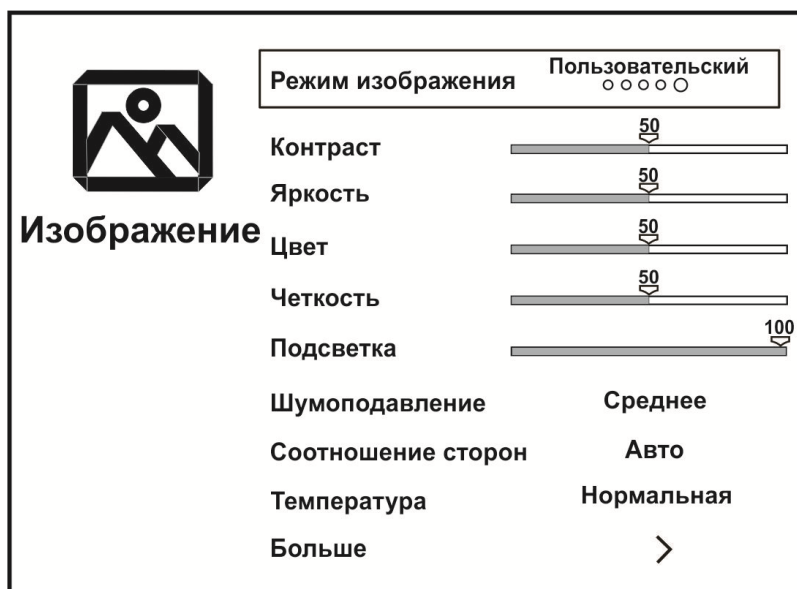 Изображение
Режим изображения Пользовательский
Контраст 50
Яркость 50
Цвет 50
Четкость 50
Подсветка 100
Шумоподавление Среднее
Соотношение сторон Авто
Температура Нормальная
Больше